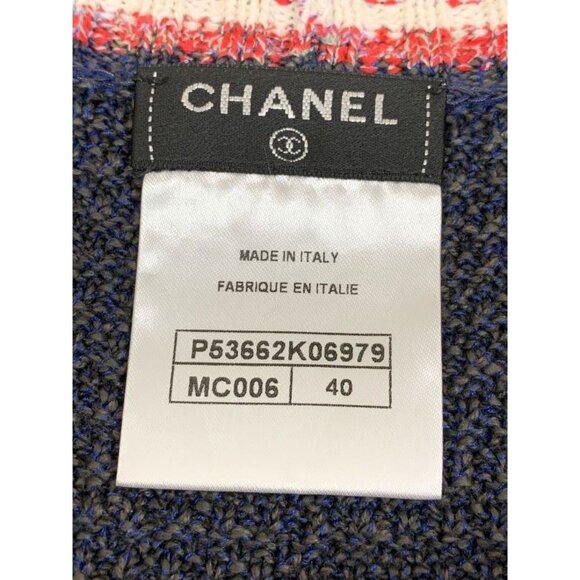 CHANEL
MADE IN ITALY
FABRIQUE EN ITALIE
P53662K06979
MC006 40